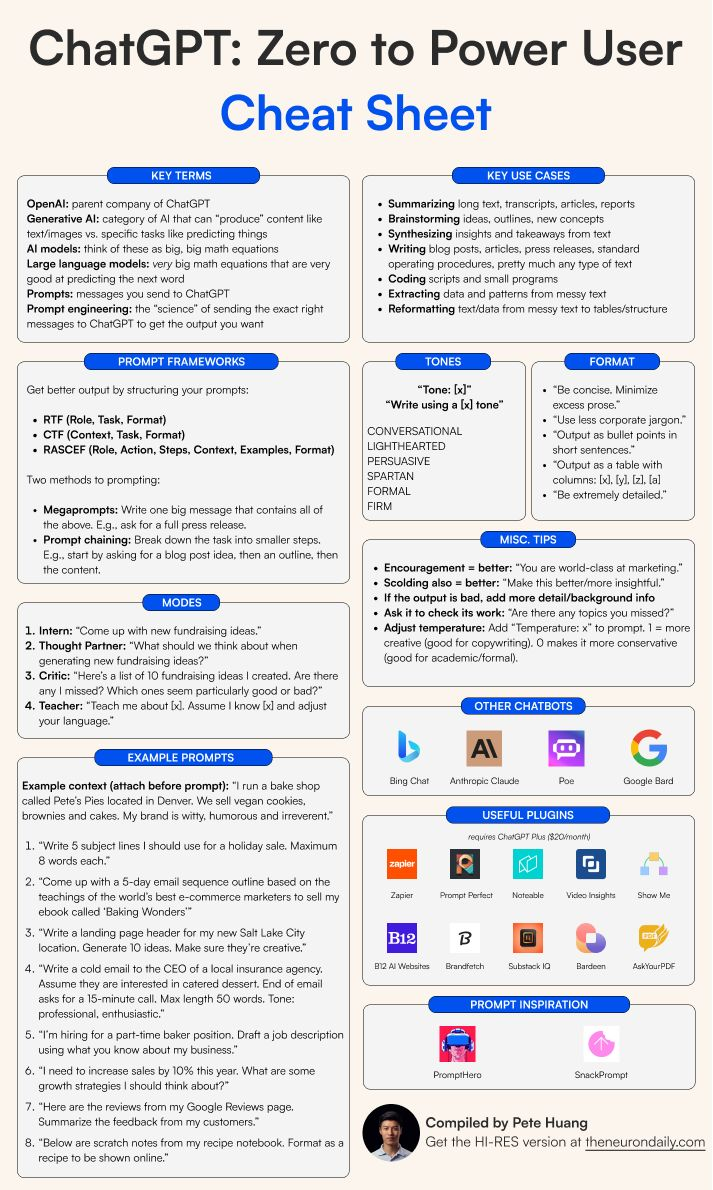 ChatGPT: Zero to Power User
Cheat Sheet
KEY TERMS
OpenAI: parent company of ChatGPT
Generative AI: category of AI that can “produce” content like
text/images vs. specific tasks like predicting things
AI models: think of these as big, big math equations
Large language models: very big math equations that are very
good at predicting the next word
Prompts: messages you send to ChatGPT
Prompt engineering: the “science” of sending the exact right
messages to ChatGPT to get the output you want
KEY USE CASES
• Summarizing long text, transcripts, articles, reports
• Brainstorming ideas, outlines, new concepts
• Synthesizing insights and takeaways from text
• Writing blog posts, articles, press releases, standard
operating procedures, pretty much any type of text
• Coding scripts and small programs
• Extracting data and patterns from messy text
• Reformatting text/data from messy text to tables/structure
PROMPT FRAMEWORKS
Get better output by structuring your prompts:
• RTF (Role, Task, Format)
• CTF (Context, Task, Format)
• RASCEF (Role, Action, Steps, Context, Examples, Format)
Two methods to prompting:
• Megaprompts: Write one big message that contains all of
the above. E.g., ask for a full press release.
• Prompt chaining: Break down the task into smaller steps.
E.g., start by asking for a blog post idea, then an outline, then
the content.
TONES
“Tone: [x]”
“Write using a [x] tone”
CONVERSATIONAL
LIGHTHEARTED
PERSUASIVE
SPARTAN
FORMAL
FIRM
FORMAT
• “Be concise. Minimize
excess prose.”
• “Use less corporate jargon.”
• “Output as bullet points in
short sentences.”
• “Output as a table with
columns: [x], [y], [z], [a]
• “Be extremely detailed.”
MISC. TIPS
• Encouragement = better: “You are world-class at marketing.”
• Scolding also = better: “Make this better/more insightful.”
• If the output is bad, add more detail/background info
• Ask it to check its work: “Are there any topics you missed?”
• Adjust temperature: Add “Temperature: x” to prompt. 1 = more
creative (good for copywriting). 0 makes it more conservative
(good for academic/formal).
MODES
1. Intern: “Come up with new fundraising ideas.”
2. Thought Partner: “What should we think about when
generating new fundraising ideas?”
3. Critic: “Here’s a list of 10 fundraising ideas I created. Are there
any I missed? Which ones seem particularly good or bad?”
4. Teacher: “Teach me about [x]. Assume I know [x] and adjust
your language.”
OTHER CHATBOTS
Bing Chat
Anthropic Claude
Poe
Google Bard
EXAMPLE PROMPTS
Example context (attach before prompt): “I run a bake shop
called Pete’s Pies located in Denver. We sell vegan cookies,
brownies and cakes. My brand is witty, humorous and irreverent.”
1. “Write 5 subject lines I should use for a holiday sale. Maximum
8 words each.”
2. “Come up with a 5-day email sequence outline based on the
teachings of the world’s best e-commerce marketers to sell my
ebook called ‘Baking Wonders’”
3. “Write a landing page header for my new Salt Lake City
location. Generate 10 ideas. Make sure they’re creative.”
4. “Write a cold email to the CEO of a local insurance agency.
Assume they are interested in catered dessert. End of email
asks for a 15-minute call. Max length 50 words. Tone:
professional, enthusiastic.”
5. “I’m hiring for a part-time baker position. Draft a job description
using what you know about my business.”
6. “I need to increase sales by 10% this year. What are some
growth strategies I should think about?”
7. “Here are the reviews from my Google Reviews page.
Summarize the feedback from my customers.”
8. “Below are scratch notes from my recipe notebook. Format as a
recipe to be shown online.”
USEFUL PLUGINS
requires ChatGPT Plus ($20/month)
zapier
Zapier
Prompt Perfect
Noteable
Video Insights
Show Me
B12
B12 AI Websites
B
Brandfetch
Substack IQ
Bardeen
PDF
AskYourPDF
PROMPT INSPIRATION
PromptHero
SnackPrompt
Compiled by Pete Huang
Get the HI-RES version at theneurondaily.com